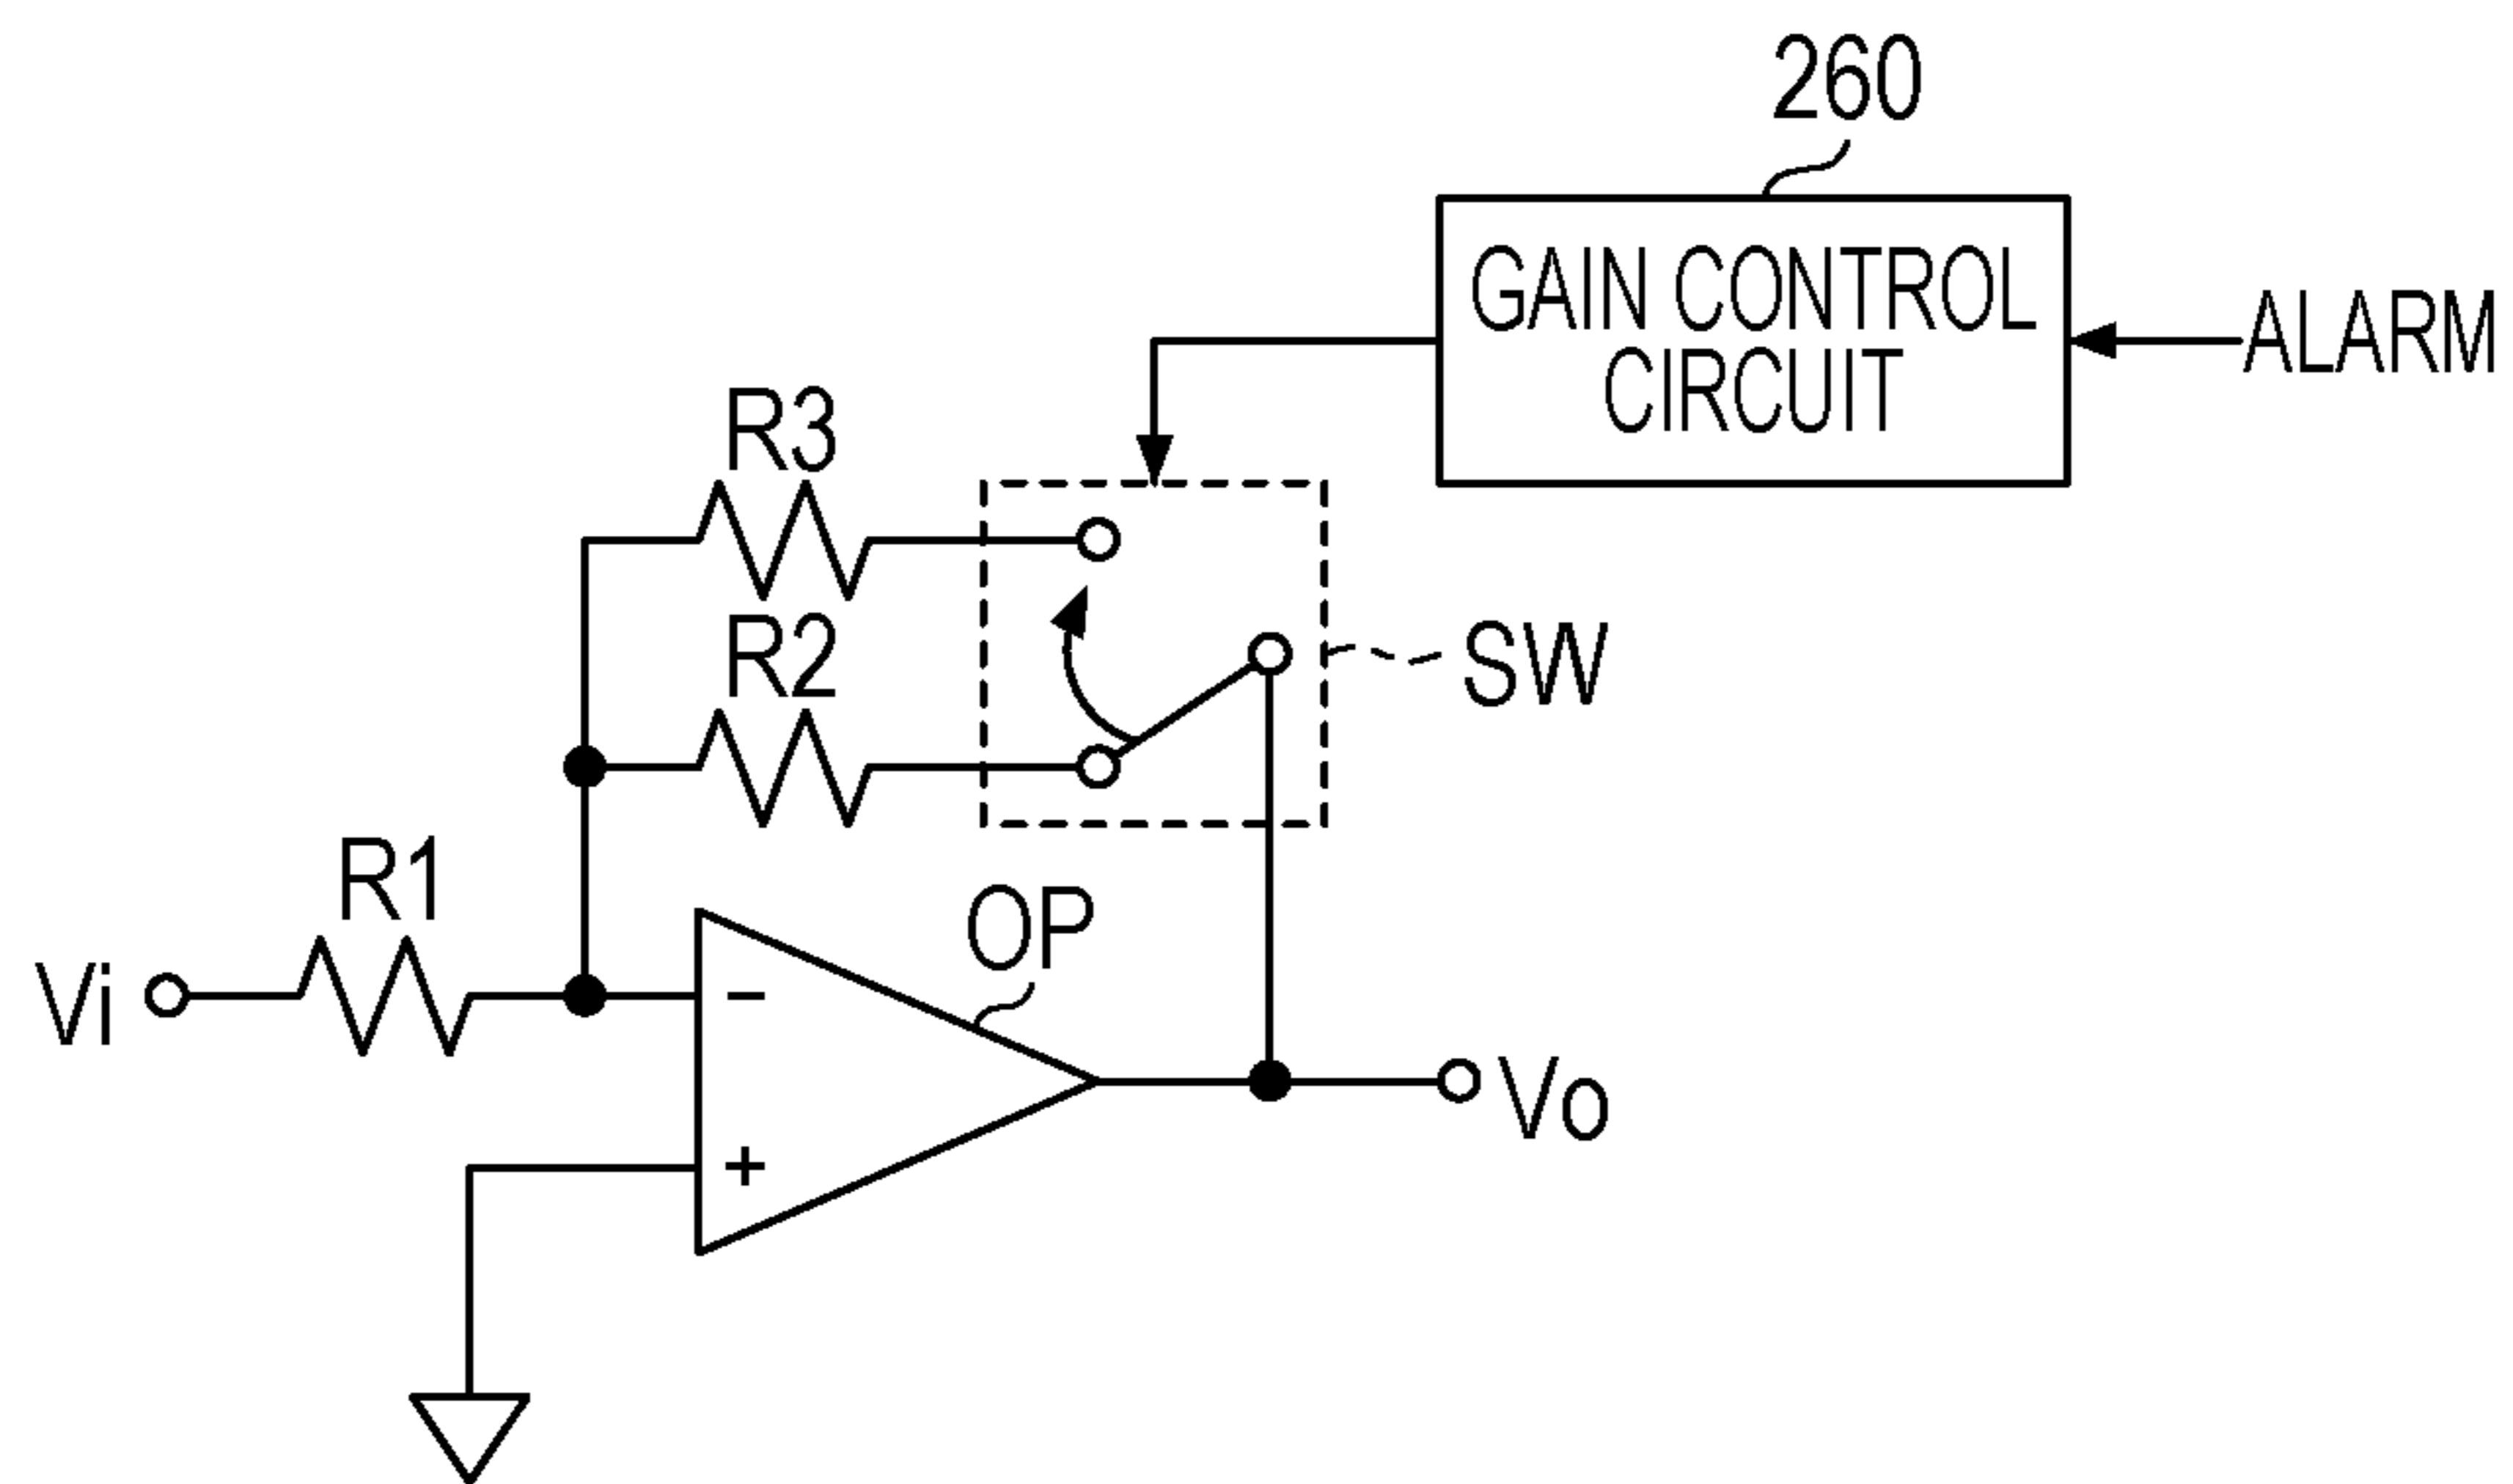 260
GAIN CONTROL
CIRCUIT
ALARM
R3
R2
SW
R1
OP
Vi
−
Vo
+